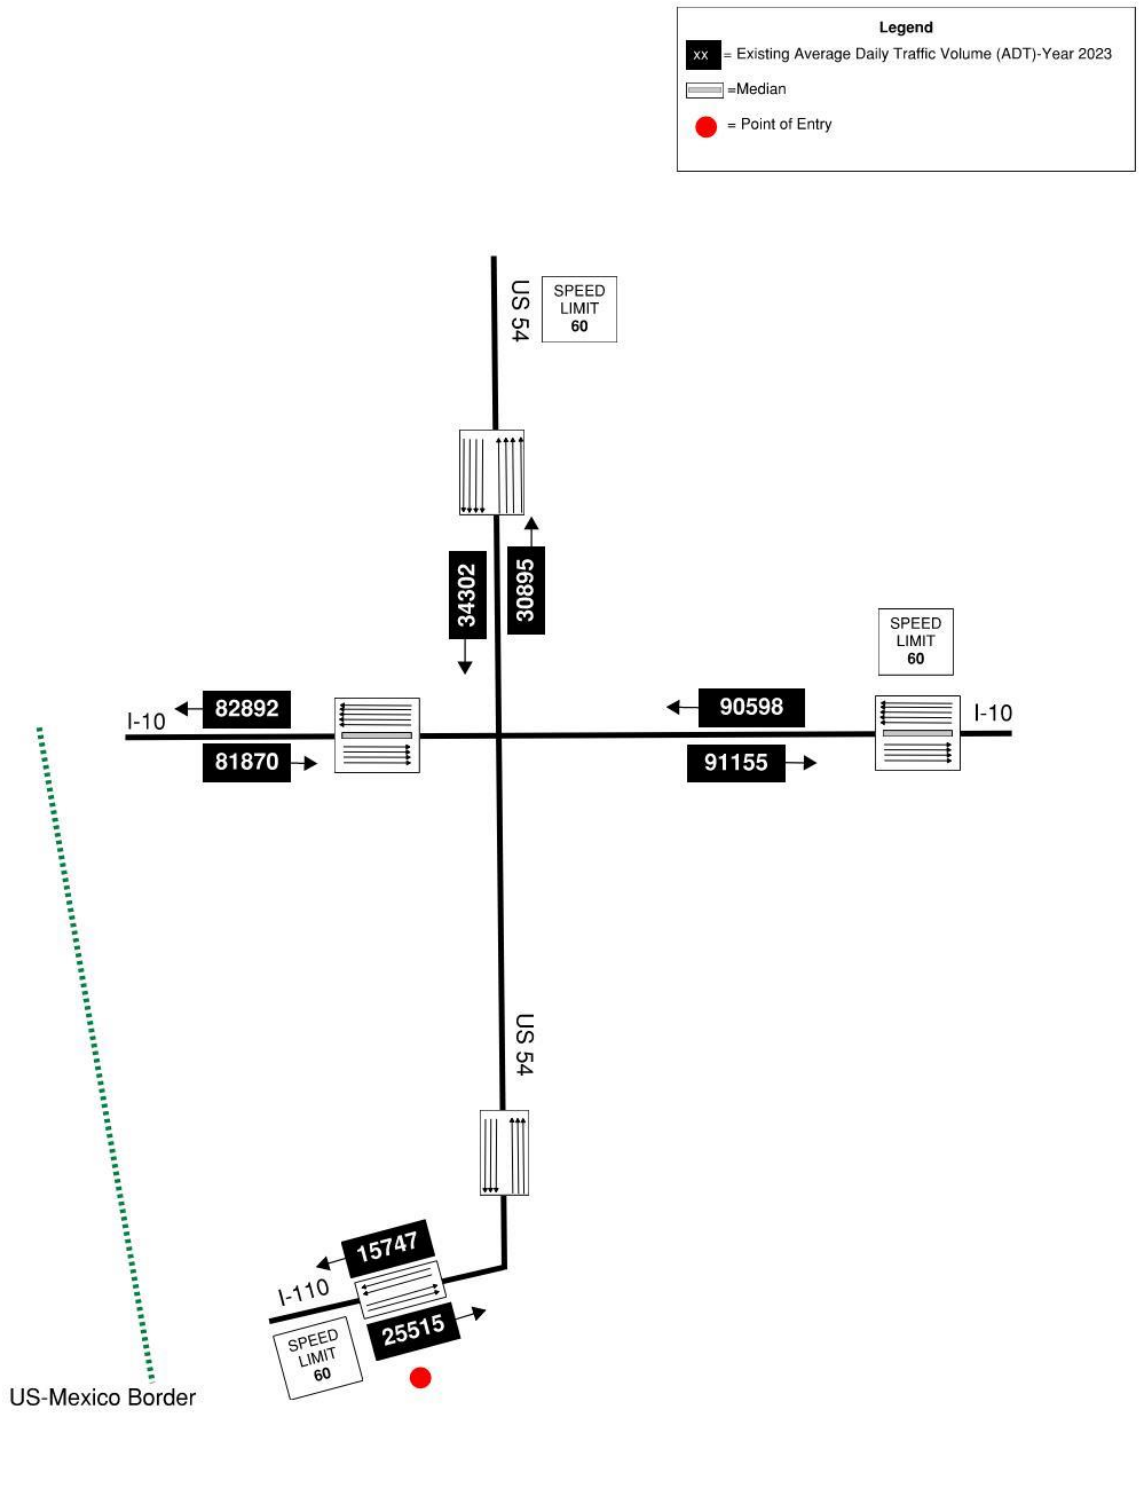 Legend
xx = Existing Average Daily Traffic Volume (ADT)-Year 2023
=Median
= Point of Entry
US 54
SPEED
LIMIT
60
34302
30895
SPEED
LIMIT
60
I-10
82892
90598
I-10
81870
91155
US 54
15747
I-110
25515
SPEED
LIMIT
60
US-Mexico Border